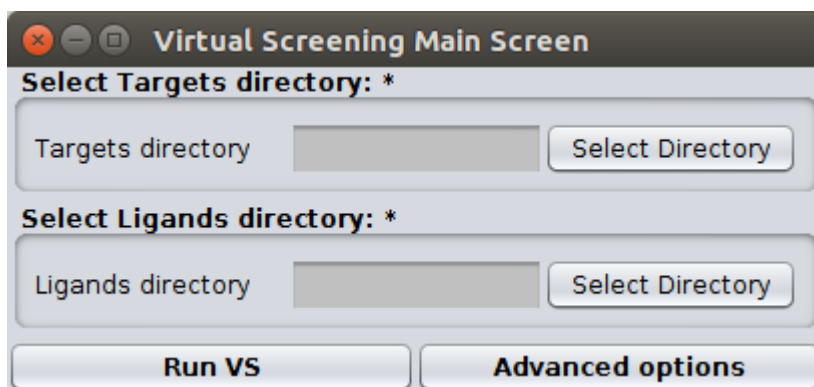 Virtual Screening Main Screen
Select Targets directory: *
Targets directory Select Directory
Select Ligands directory: *
Ligands directory Select Directory
Run VS Advanced options